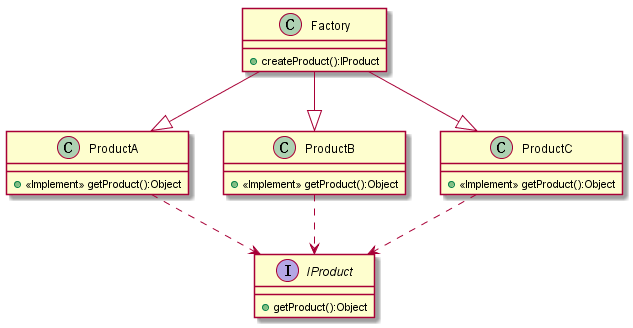 C Factory
createProduct():IProduct
C ProductA
«Implement» getProduct():Object
C ProductB
«Implement» getProduct():Object
C ProductC
«Implement» getProduct():Object
I IProduct
getProduct():Object